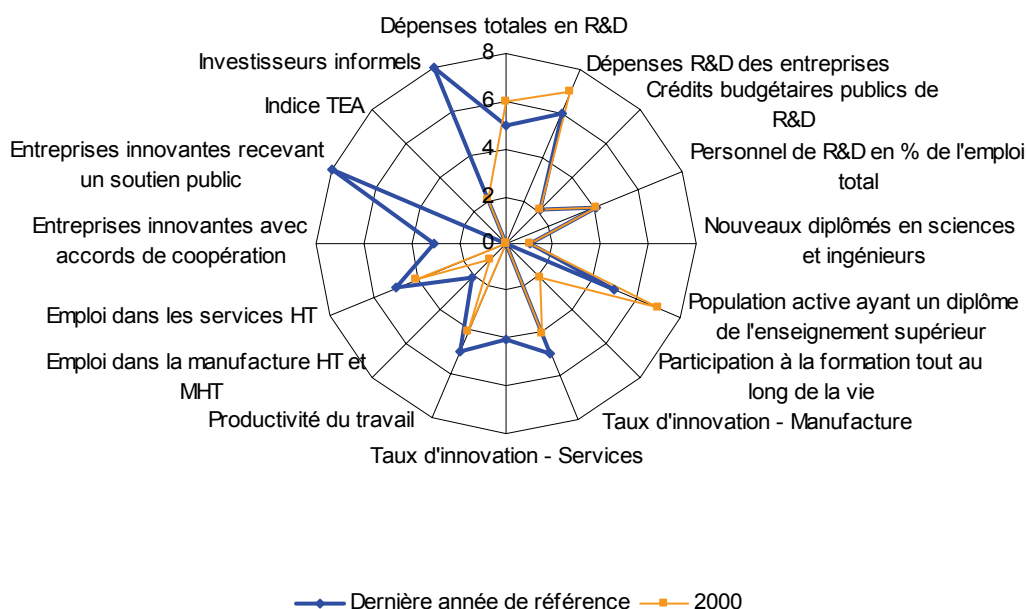 Dépenses totales en R&D
8
6
4
2
0
Dépenses R&D des entreprises
Crédits budgétaires publics de
R&D
Personnel de R&D en % de l'emploi
total
Nouveaux diplômés en sciences
et ingénieurs
Population active ayant un diplôme
de l'enseignement supérieur
Participation à la formation tout au
long de la vie
Taux d'innovation - Manufacture
Taux d'innovation - Services
Productivité du travail
Emploi dans la manufacture HT et
MHT
Emploi dans les services HT
Entreprises innovantes avec
accords de coopération
Entreprises innovantes recevant
un soutien public
Indice TEA
Investisseurs informels
Dernière année de référence
2000